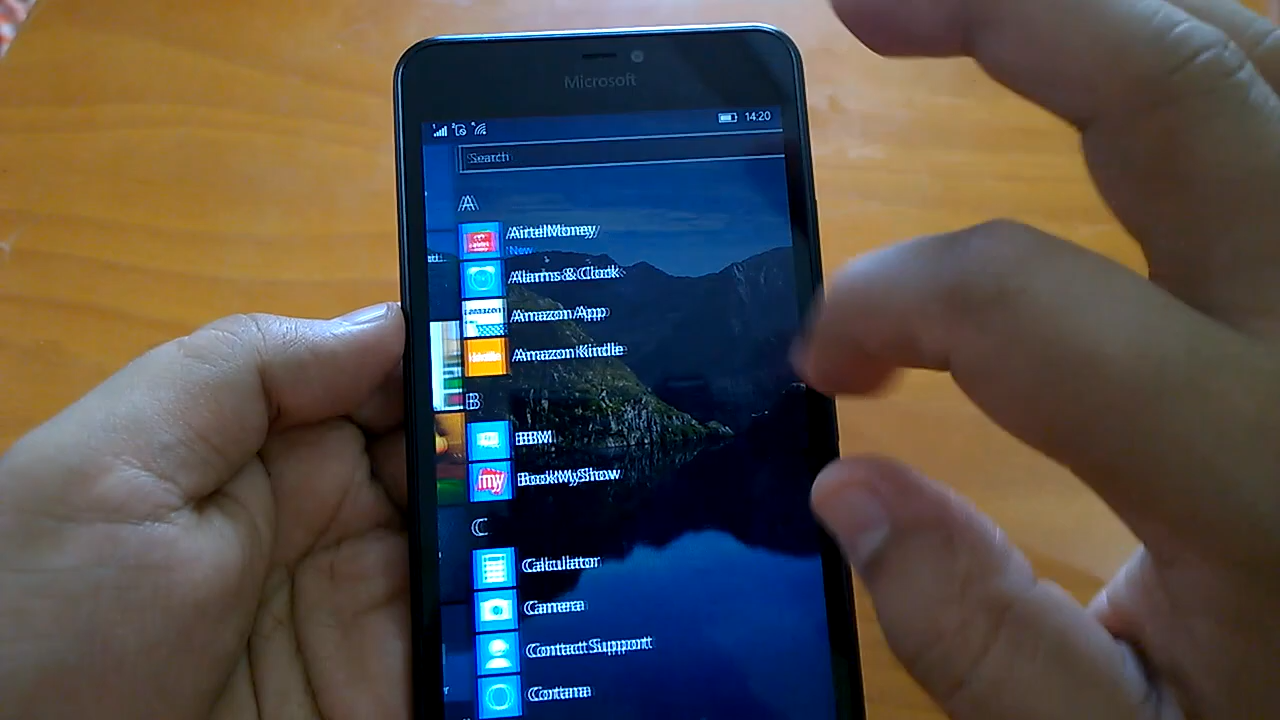 Microsoft
14:20
Search
A
AirtelMoney
New
Alarms & Clock
Amazon App
Amazon Kindle
B
BBM
my
BookMyShow
C
Calculator
Camera
Contact Support
Cortana